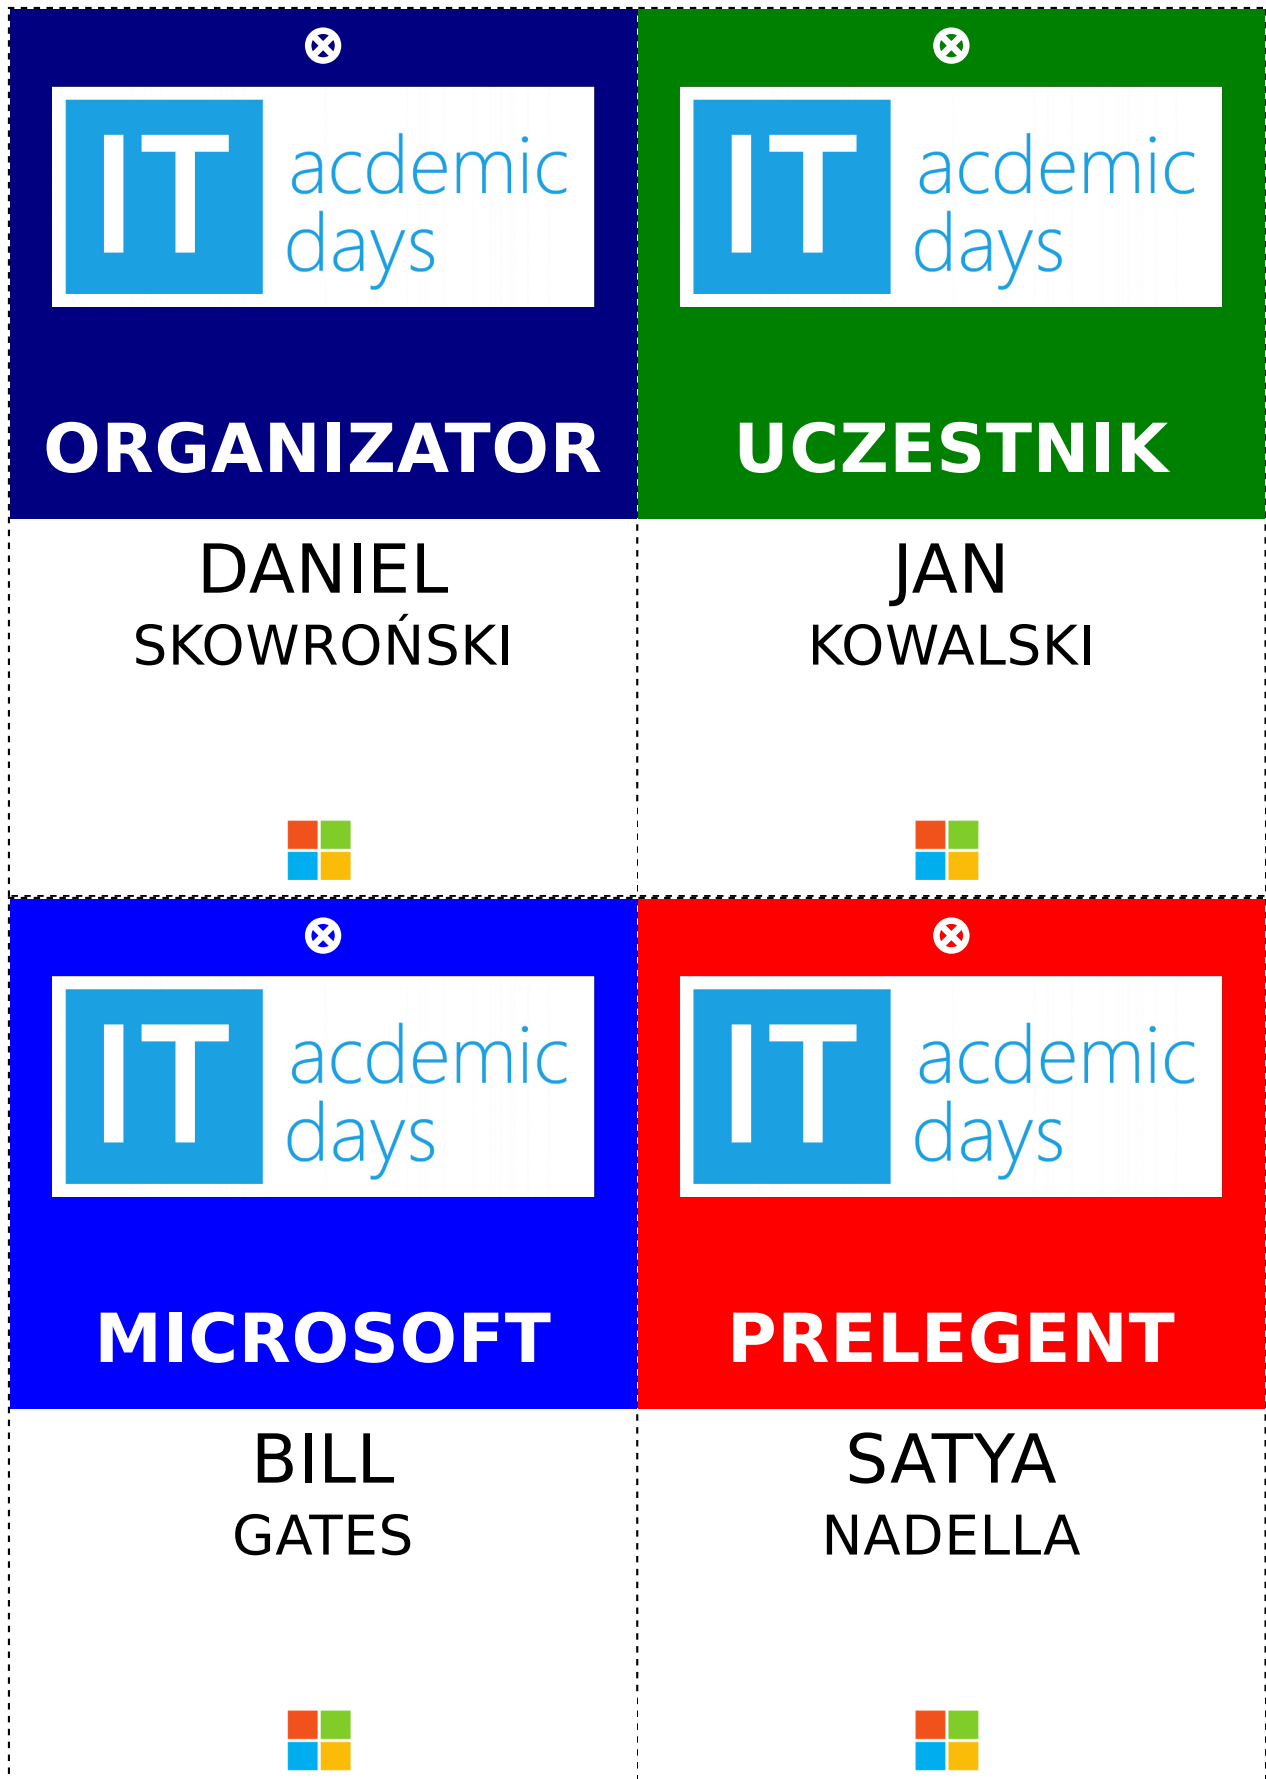 IT acdemic
days
ORGANIZATOR
DANIEL
SKOWROŃSKI
IT acdemic
days
UCZESTNIK
JAN
KOWALSKI
IT acdemic
days
MICROSOFT
BILL
GATES
IT acdemic
days
PRELEGENT
SATYA
NADELLA